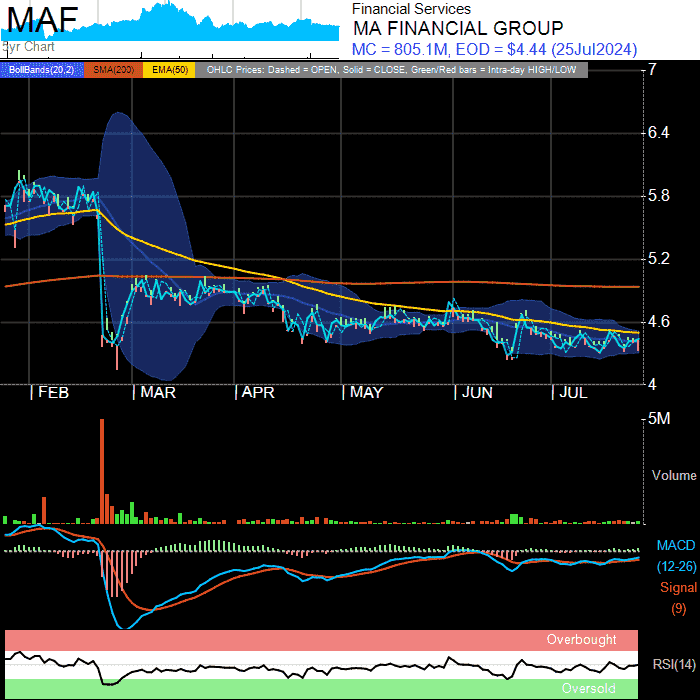 MAF
5yr Chart
Financial Services
MA FINANCIAL GROUP
MC = 805.1M, EOD = $4.44 (25Jul2024)
BollBands(20,2) SMA(200) EMA(50) OHLC Prices: Dashed = OPEN, Solid = CLOSE, Green/Red bars = Intra-day HIGH/LOW
7
6.4
5.8
5.2
4.6
4
FEB MAR APR MAY JUN JUL
5M
Volume
MACD
(12-26)
Signal
(9)
Overbought
RSI(14)
Oversold